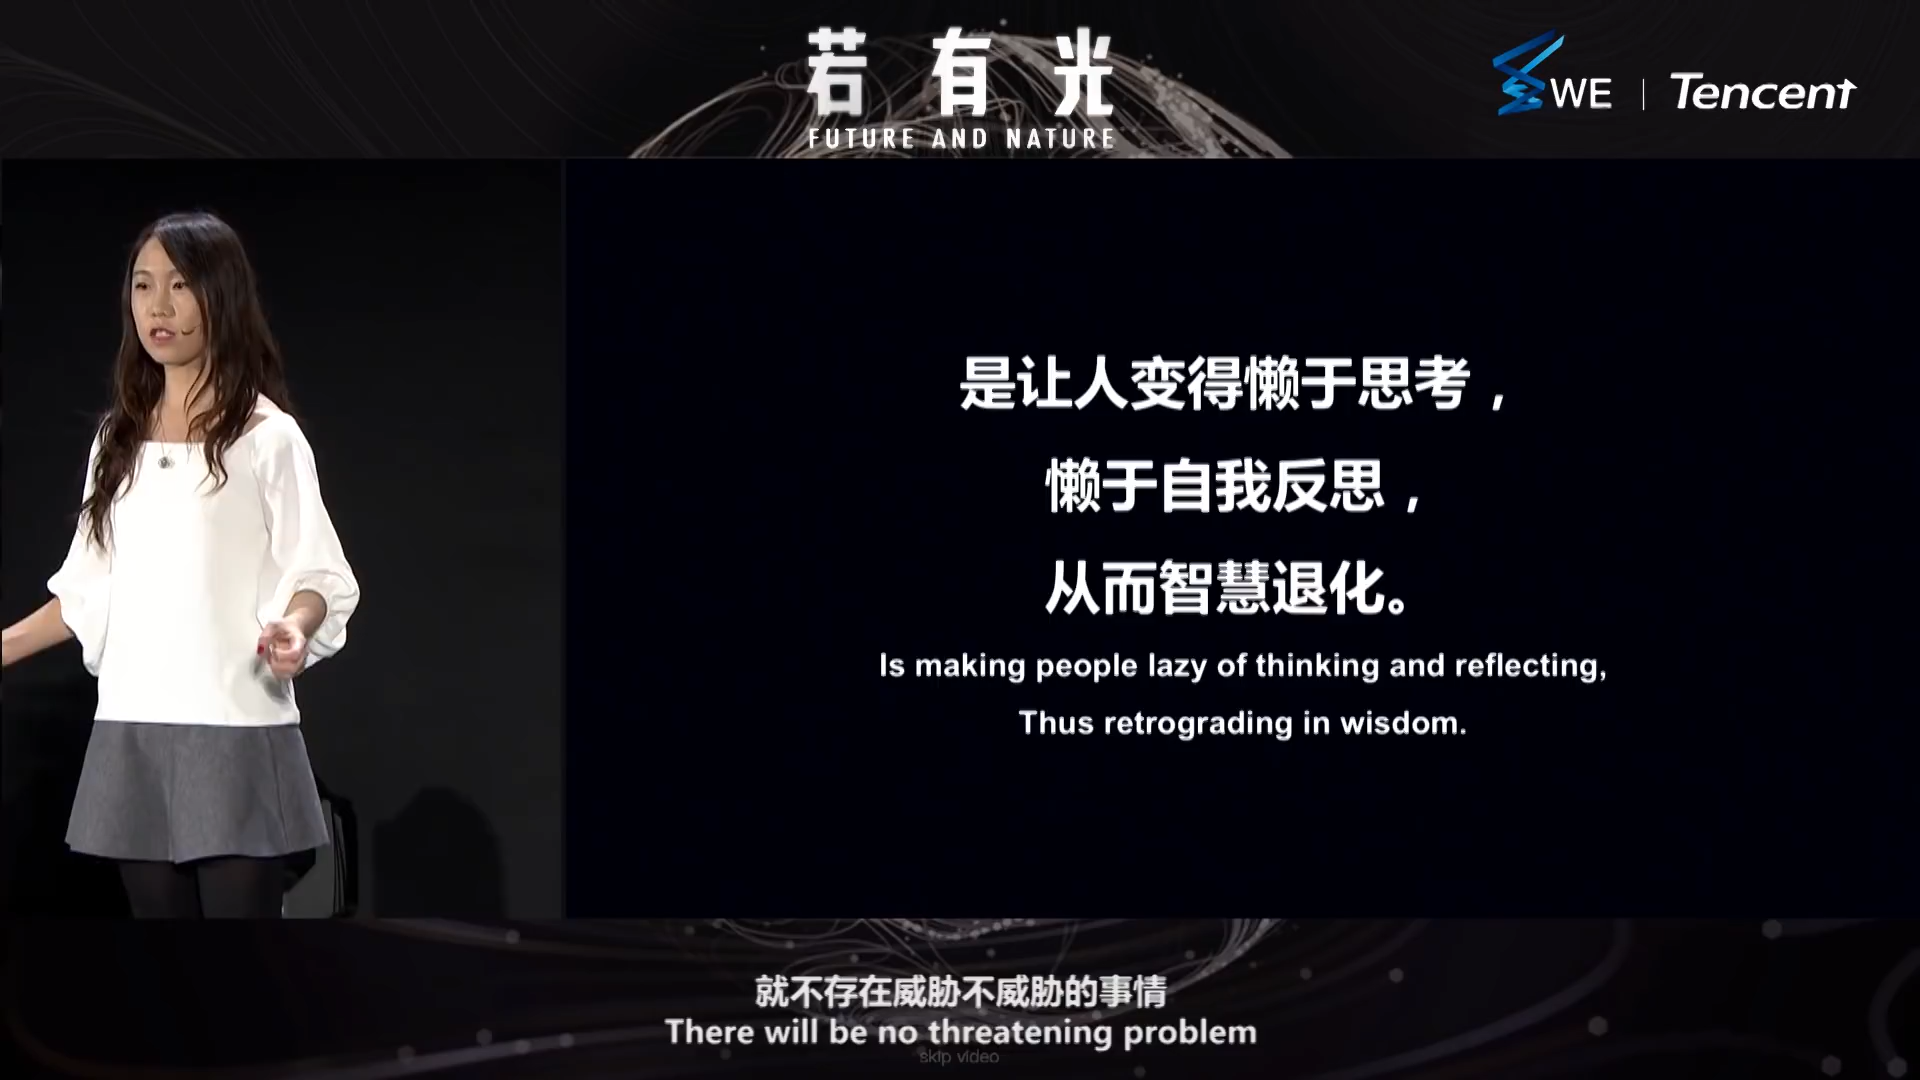 若有光
FUTURE AND NATURE
WE | Tencent
是让人变得懒于思考，
懒于自我反思，
从而智慧退化。
Is making people lazy of thinking and reflecting,
Thus retrograding in wisdom.
就不存在威胁不威胁的事情
There will be no threatening problem
skip video